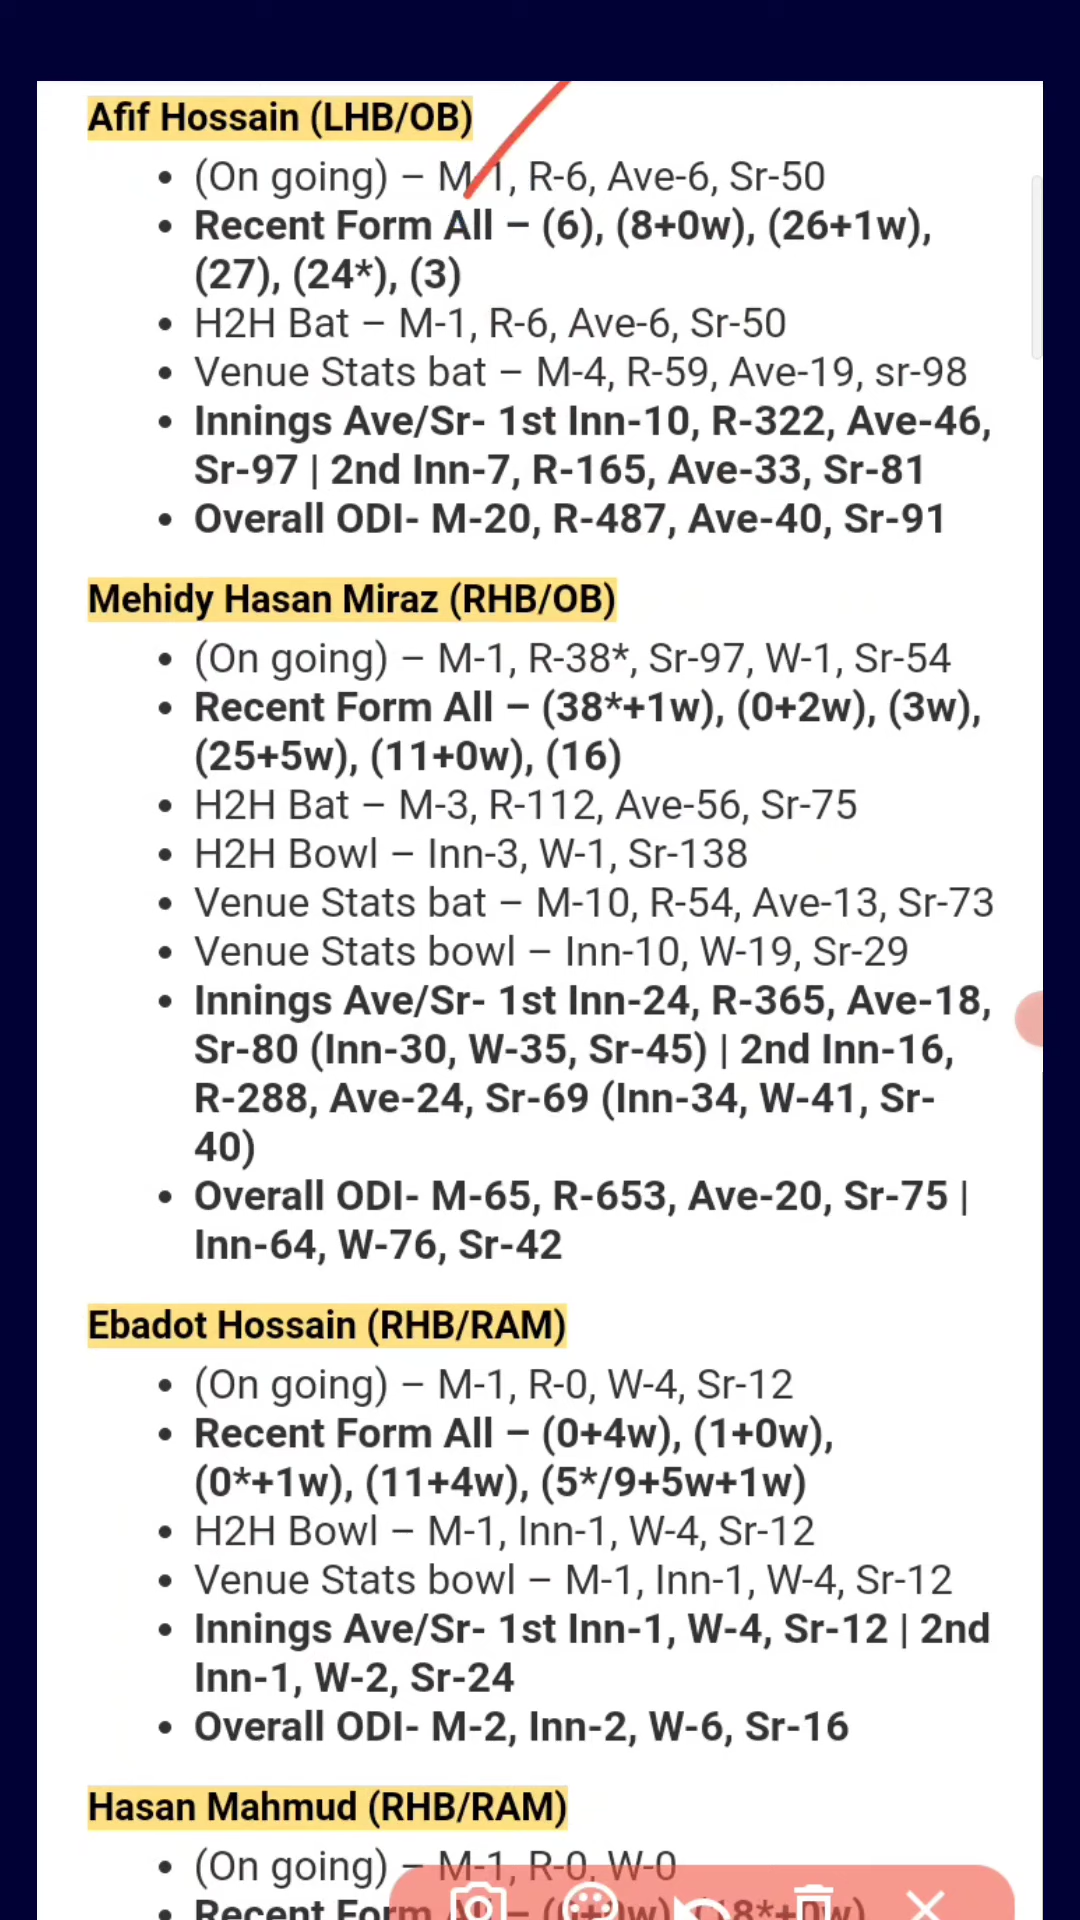 Afif Hossain (LHB/OB)
• (On going) – M-1, R-6, Ave-6, Sr-50
• Recent Form All – (6), (8+0w), (26+1w),
(27), (24*), (3)
• H2H Bat – M-1, R-6, Ave-6, Sr-50
• Venue Stats bat – M-4, R-59, Ave-19, sr-98
• Innings Ave/Sr- 1st Inn-10, R-322, Ave-46,
Sr-97 | 2nd Inn-7, R-165, Ave-33, Sr-81
• Overall ODI- M-20, R-487, Ave-40, Sr-91
Mehidy Hasan Miraz (RHB/OB)
• (On going) – M-1, R-38*, Sr-97, W-1, Sr-54
• Recent Form All – (38*+1w), (0+2w), (3w),
(25+5w), (11+0w), (16)
• H2H Bat – M-3, R-112, Ave-56, Sr-75
• H2H Bowl – Inn-3, W-1, Sr-138
• Venue Stats bat – M-10, R-54, Ave-13, Sr-73
• Venue Stats bowl – Inn-10, W-19, Sr-29
• Innings Ave/Sr- 1st Inn-24, R-365, Ave-18,
Sr-80 (Inn-30, W-35, Sr-45) | 2nd Inn-16,
R-288, Ave-24, Sr-69 (Inn-34, W-41, Sr-
40)
• Overall ODI- M-65, R-653, Ave-20, Sr-75 |
Inn-64, W-76, Sr-42
Ebadot Hossain (RHB/RAM)
• (On going) – M-1, R-0, W-4, Sr-12
• Recent Form All – (0+4w), (1+0w),
(0*+1w), (11+4w), (5*/9+5w+1w)
• H2H Bowl – M-1, Inn-1, W-4, Sr-12
• Venue Stats bowl – M-1, Inn-1, W-4, Sr-12
• Innings Ave/Sr- 1st Inn-1, W-4, Sr-12 | 2nd
Inn-1, W-2, Sr-24
• Overall ODI- M-2, Inn-2, W-6, Sr-16
Hasan Mahmud (RHB/RAM)
• (On going) – M-1, R-0, W-0
• Recent Form